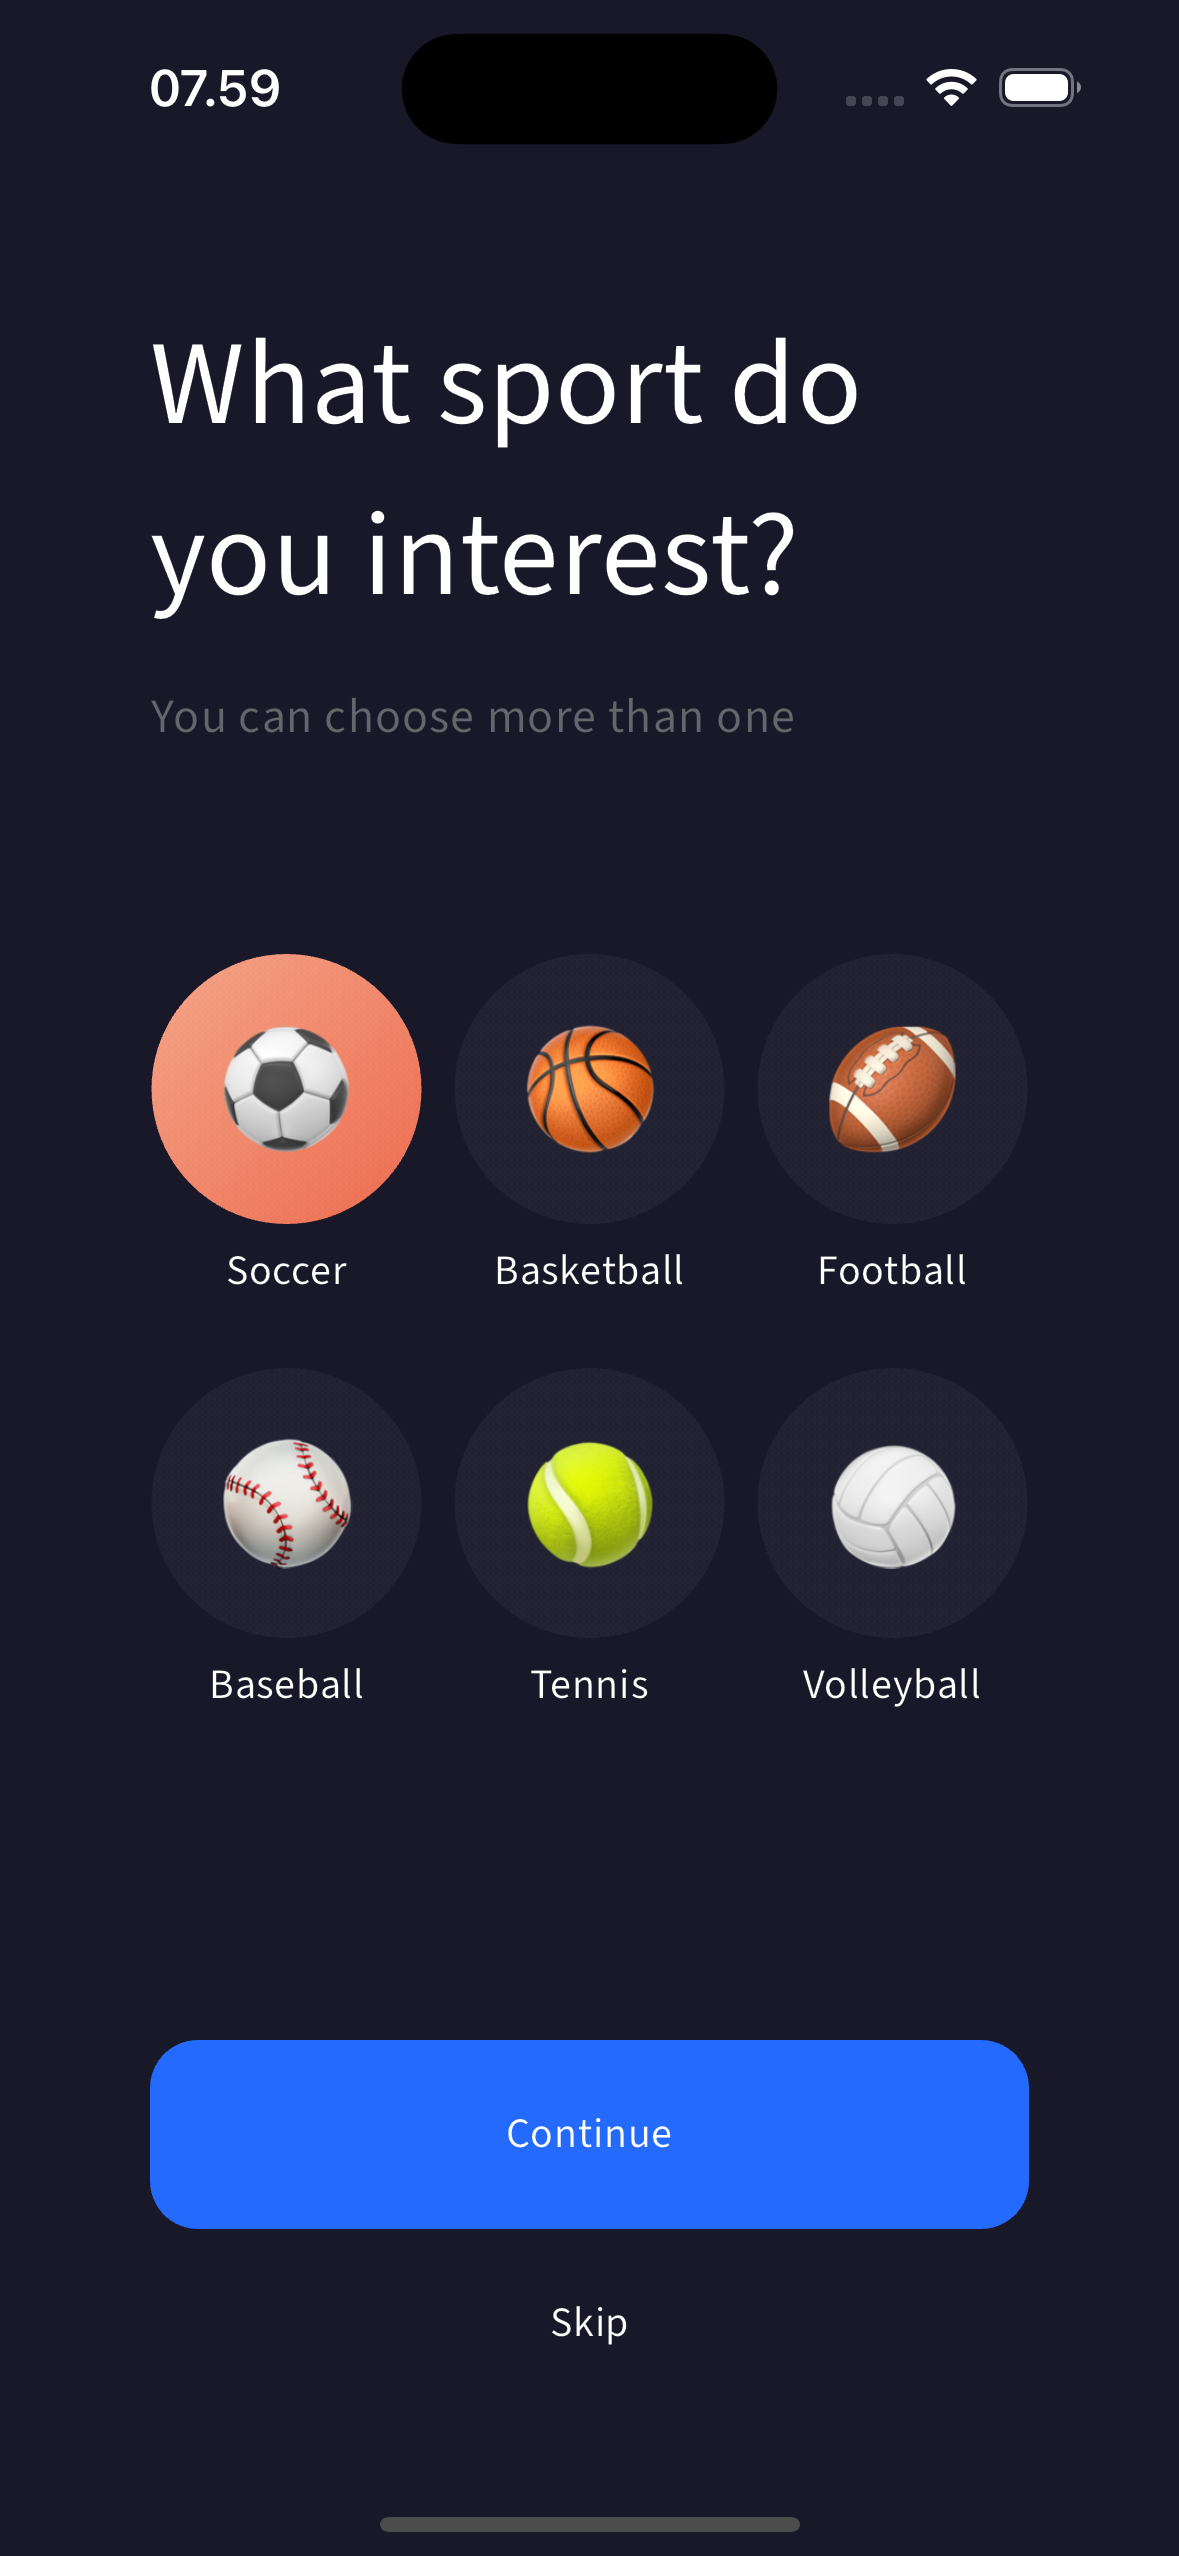 07.59
What sport do
you interest?
You can choose more than one
Soccer
Basketball
Football
Baseball
Tennis
Volleyball
Continue
Skip